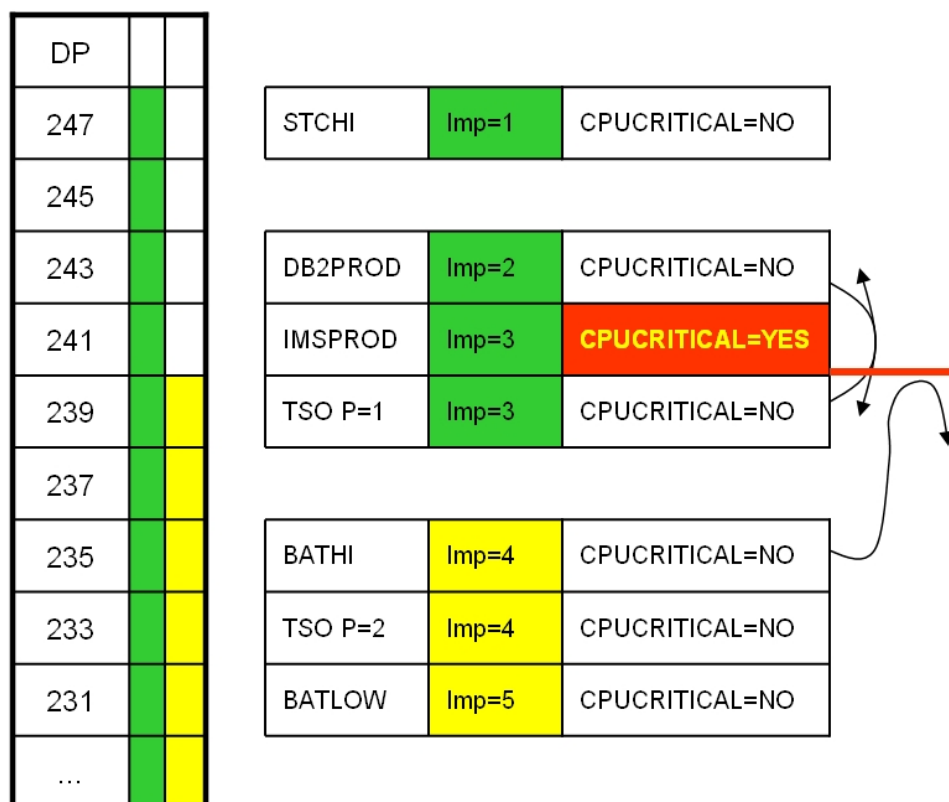 DP
247
STCHI Imp=1 CPUCRITICAL=NO
245
243
DB2PROD Imp=2 CPUCRITICAL=NO
241
IMSPROD Imp=3 CPUCRITICAL=YES
239
TSO P=1 Imp=3 CPUCRITICAL=NO
237
235
BATHI Imp=4 CPUCRITICAL=NO
233
TSO P=2 Imp=4 CPUCRITICAL=NO
231
BATLOW Imp=5 CPUCRITICAL=NO
...